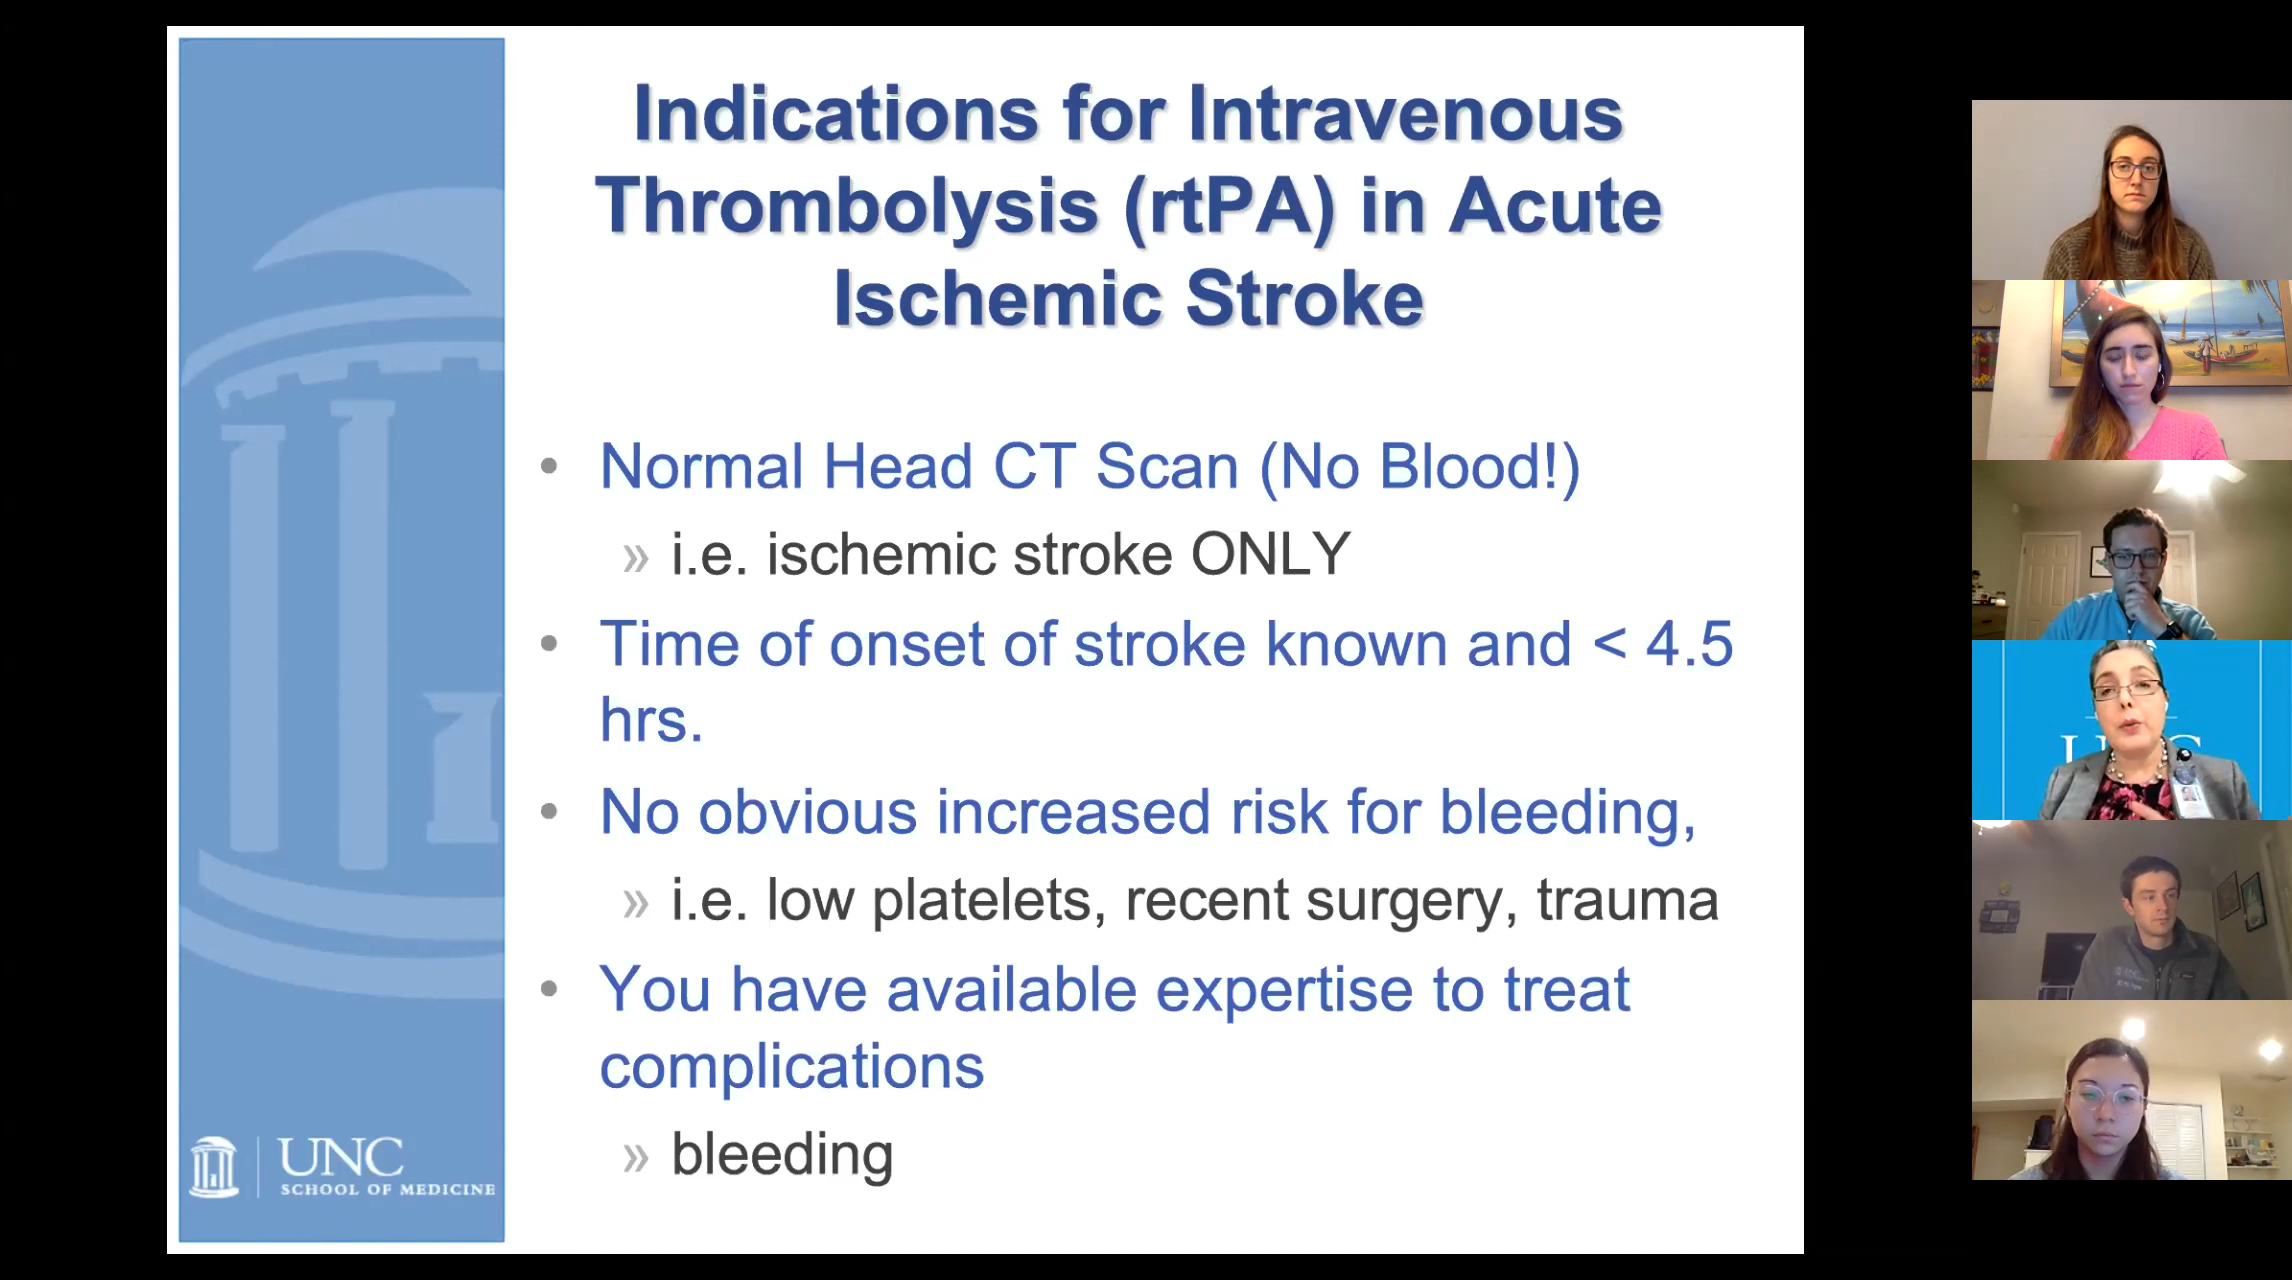 Indications for Intravenous
Thrombolysis (rtPA) in Acute
Ischemic Stroke
• Normal Head CT Scan (No Blood!)
» i.e. ischemic stroke ONLY
• Time of onset of stroke known and < 4.5
hrs.
• No obvious increased risk for bleeding,
» i.e. low platelets, recent surgery, trauma
• You have available expertise to treat
complications
» bleeding
UNC
SCHOOL OF MEDICINE